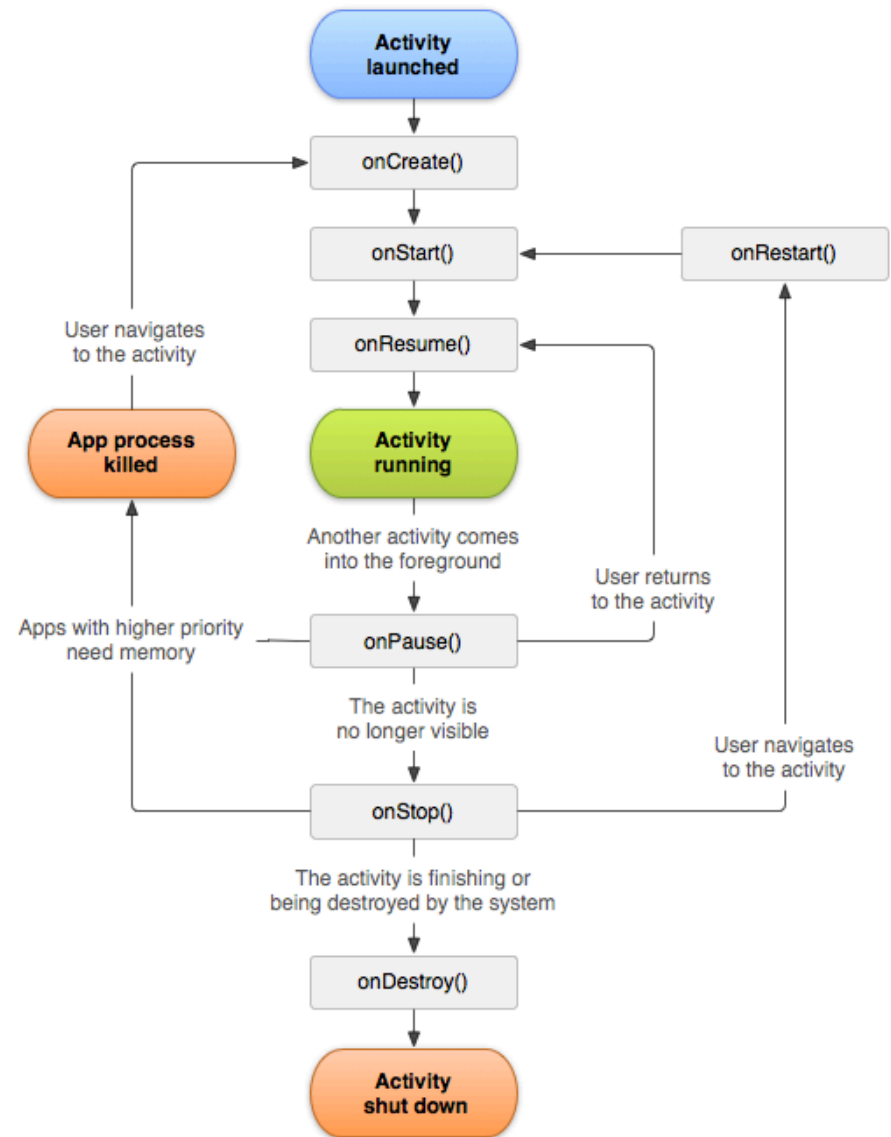 Activity
launched
onCreate()
onStart()
onRestart()
User navigates
to the activity
onResume()
App process
killed
Activity
running
Another activity comes
into the foreground
User returns
to the activity
Apps with higher priority
need memory
onPause()
The activity is
no longer visible
User navigates
to the activity
onStop()
The activity is finishing or
being destroyed by the system
onDestroy()
Activity
shut down